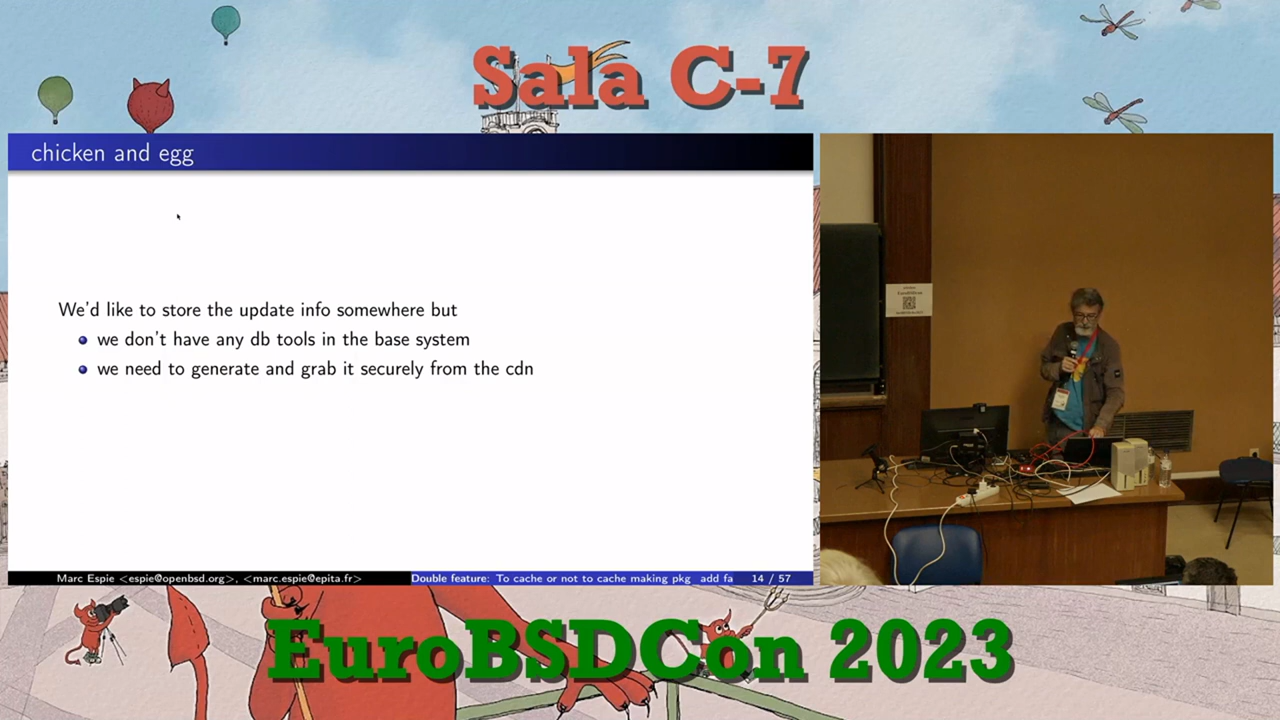 Sala C-7
chicken and egg
We'd like to store the update info somewhere but
we don't have any db tools in the base system
we need to generate and grab it securely from the cdn
Marc Espie <espie@openbsd.org>, <marc.espie@epita.fr>
Double feature: To cache or not to cache making pkg_add fa
14 / 57
EuroBSDCon 2023